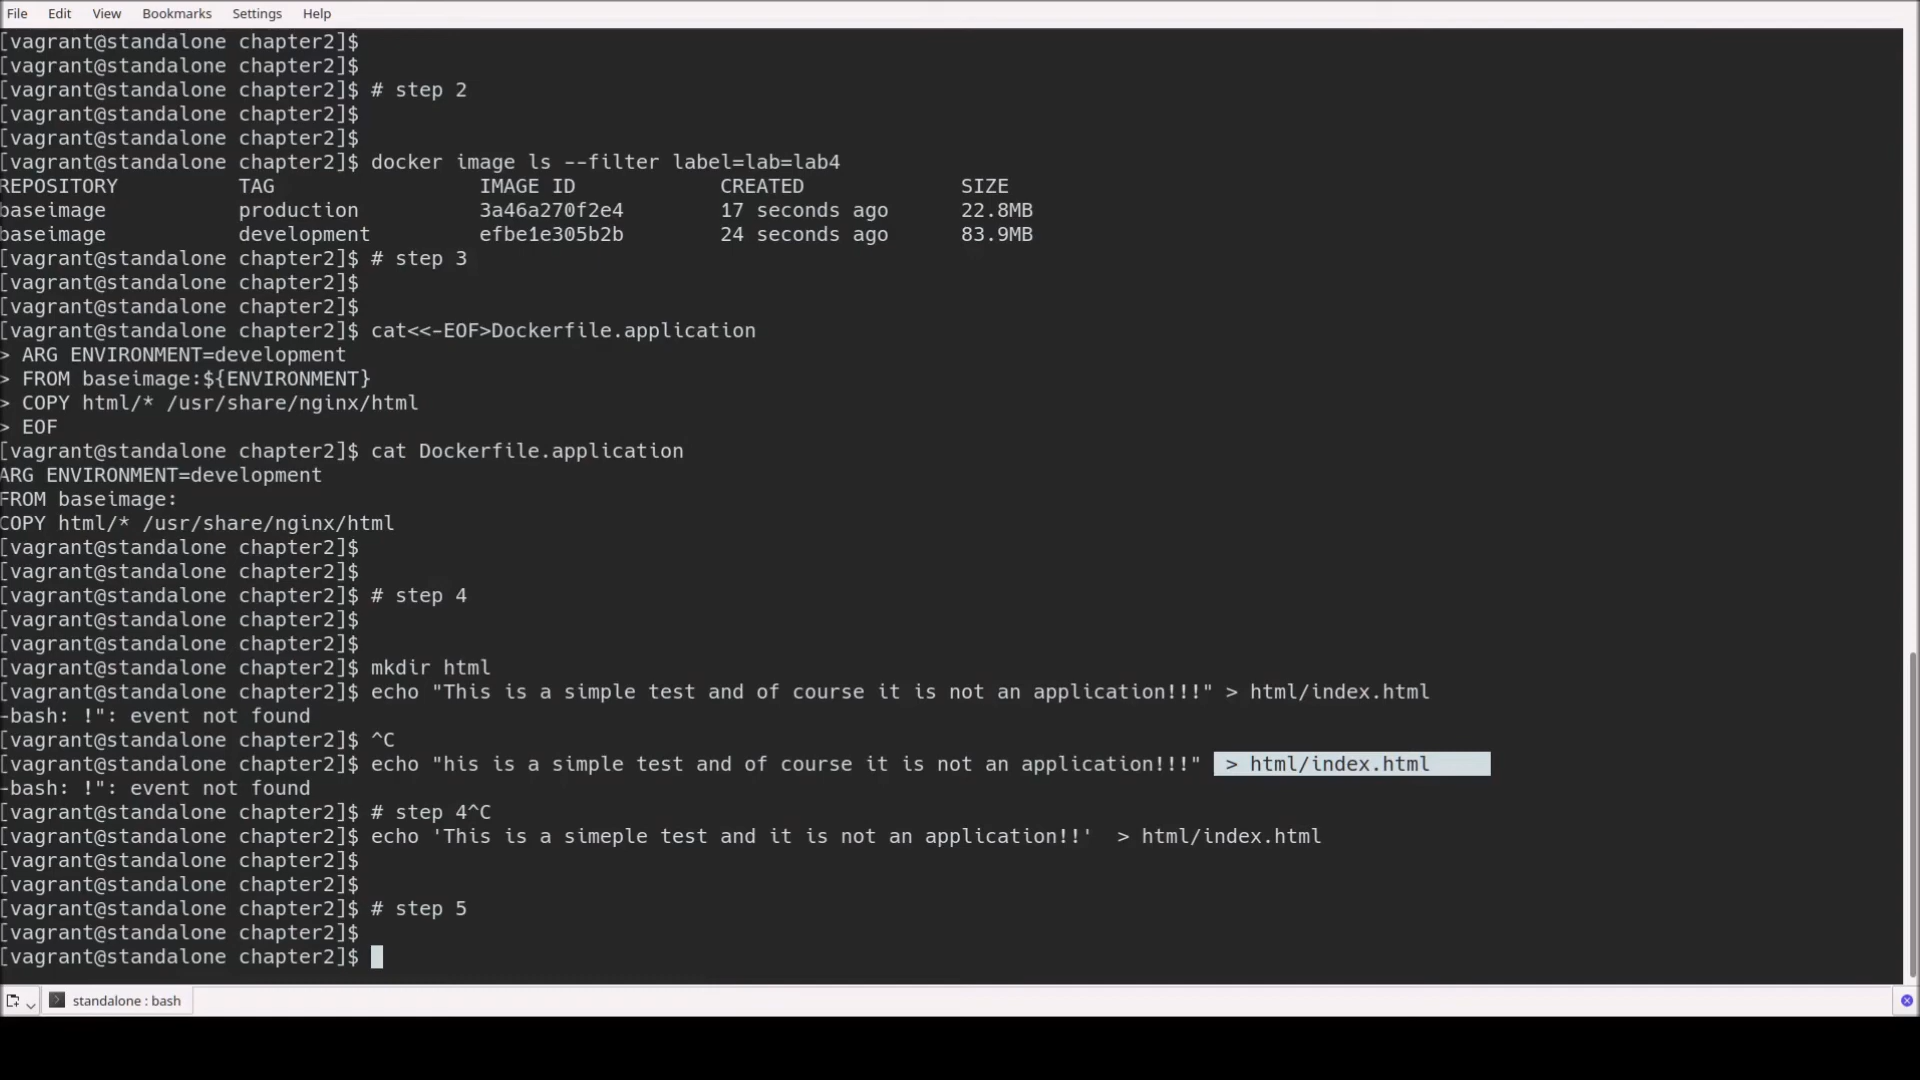 File Edit View Bookmarks Settings Help
[vagrant@standalone chapter2]$
[vagrant@standalone chapter2]$
[vagrant@standalone chapter2]$ # step 2
[vagrant@standalone chapter2]$
[vagrant@standalone chapter2]$
[vagrant@standalone chapter2]$ docker image ls --filter label=lab=lab4
REPOSITORY TAG IMAGE ID CREATED SIZE
baseimage production 3a46a270f2e4 17 seconds ago 22.8MB
baseimage development efbe1e305b2b 24 seconds ago 83.9MB
[vagrant@standalone chapter2]$ # step 3
[vagrant@standalone chapter2]$
[vagrant@standalone chapter2]$
[vagrant@standalone chapter2]$ cat<<-EOF>Dockerfile.application
> ARG ENVIRONMENT=development
> FROM baseimage:${ENVIRONMENT}
> COPY html/* /usr/share/nginx/html
> EOF
[vagrant@standalone chapter2]$ cat Dockerfile.application
ARG ENVIRONMENT=development
FROM baseimage:
COPY html/* /usr/share/nginx/html
[vagrant@standalone chapter2]$
[vagrant@standalone chapter2]$
[vagrant@standalone chapter2]$ # step 4
[vagrant@standalone chapter2]$
[vagrant@standalone chapter2]$
[vagrant@standalone chapter2]$ mkdir html
[vagrant@standalone chapter2]$ echo "This is a simple test and of course it is not an application!!!" > html/index.html
-bash: !": event not found
[vagrant@standalone chapter2]$ ^C
[vagrant@standalone chapter2]$ echo "his is a simple test and of course it is not an application!!!" > html/index.html
-bash: !": event not found
[vagrant@standalone chapter2]$ # step 4^C
[vagrant@standalone chapter2]$ echo 'This is a simeple test and it is not an application!!'  > html/index.html
[vagrant@standalone chapter2]$
[vagrant@standalone chapter2]$
[vagrant@standalone chapter2]$ # step 5
[vagrant@standalone chapter2]$
[vagrant@standalone chapter2]$
standalone : bash